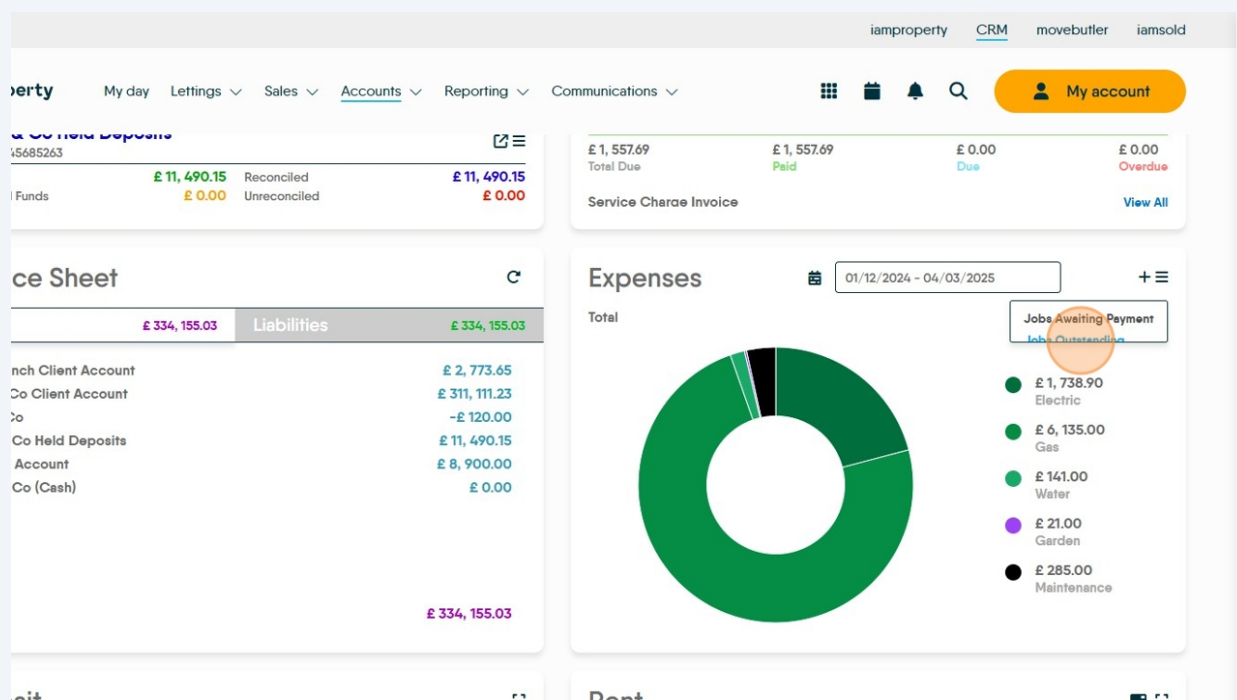 iamproperty CRM movebutler iamsold
My day Lettings Sales Accounts Reporting Communications My account
& Co Held Deposits
45685263
£ 11, 490.15 Reconciled £ 11, 490.15
Funds £ 0.00 Unreconciled £ 0.00
£ 1, 557.69 £ 1, 557.69 £ 0.00 £ 0.00
Total Due Paid Due Overdue
Service Charge Invoice View All
ce Sheet
£ 334, 155.03 Liabilities £ 334, 155.03
nch Client Account £ 2, 773.65
Co Client Account £ 311, 111.23
Co -£ 120.00
Co Held Deposits £ 11, 490.15
Account £ 8, 900.00
Co (Cash) £ 0.00
£ 334, 155.03
Expenses 01/12/2024 - 04/03/2025
Total
Jobs Awaiting Payment
Jobs Outstanding
£ 1, 738.90
Electric
£ 6, 135.00
Gas
£ 141.00
Water
£ 21.00
Garden
£ 285.00
Maintenance
Rent